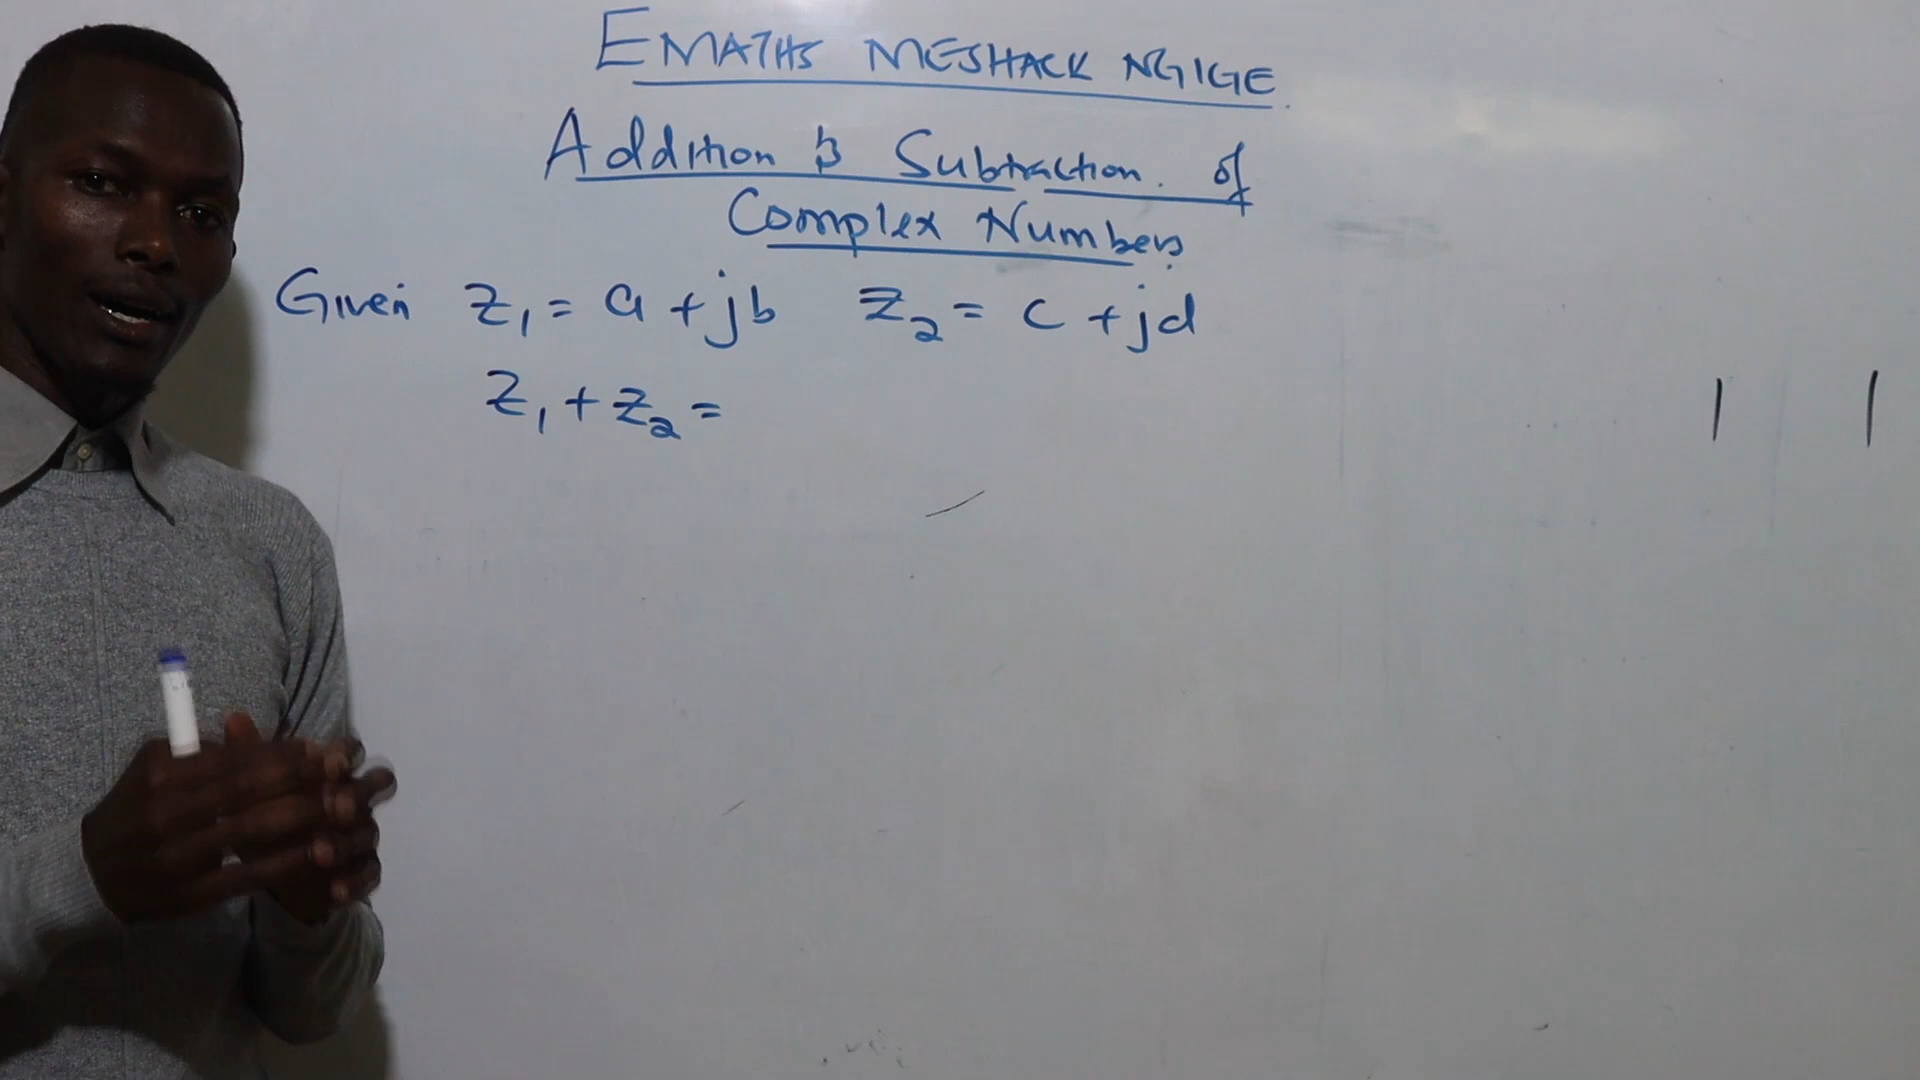 EMATHS MESHACK NGIGE
Addition & Subtraction. of
Complex Numbers
Given Z₁ = a + jb   Z₂ = c + jd
Z₁ + Z₂ =